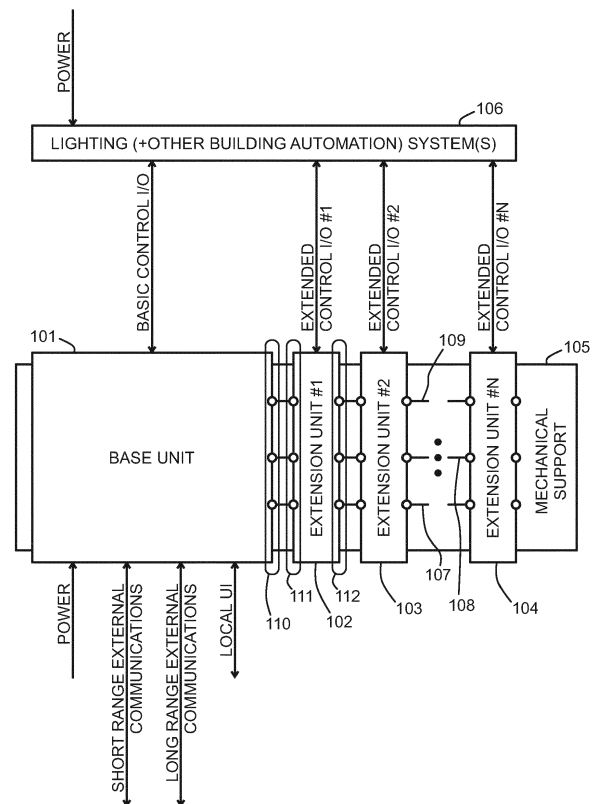 POWER
106
LIGHTING (+OTHER BUILDING AUTOMATION) SYSTEM(S)
BASIC CONTROL I/O
EXTENDED
CONTROL I/O #1
EXTENDED
CONTROL I/O #2
EXTENDED
CONTROL I/O #N
101
109
105
BASE UNIT
EXTENSION UNIT #1
EXTENSION UNIT #2
EXTENSION UNIT #N
MECHANICAL
SUPPORT
110
111
102
112
103
107
108
104
POWER
SHORT RANGE EXTERNAL
COMMUNICATIONS
LONG RANGE EXTERNAL
COMMUNICATIONS
LOCAL UI